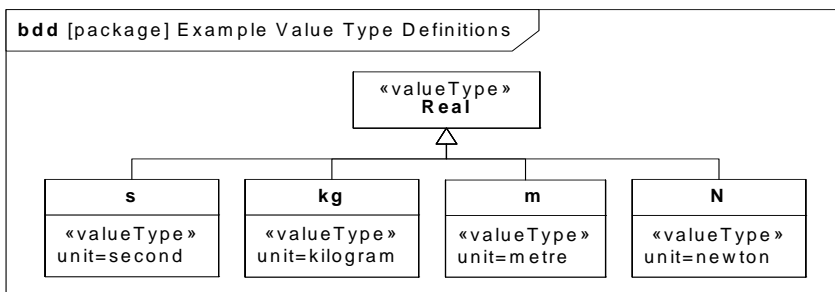 bdd [package] Example Value Type Definitions
«valueType»
Real
s
«valueType»
unit=second
kg
«valueType»
unit=kilogram
m
«valueType»
unit=metre
N
«valueType»
unit=newton